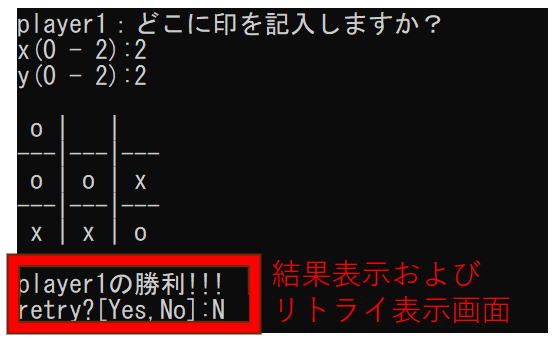 player1：どこに印を記入しますか？
x(0 - 2):2
y(0 - 2):2
o |   |
---|---|---
o | o | x
---|---|---
x | x | o
player1の勝利!!!
retry?[Yes,No]:N
結果表示および
リトライ表示画面